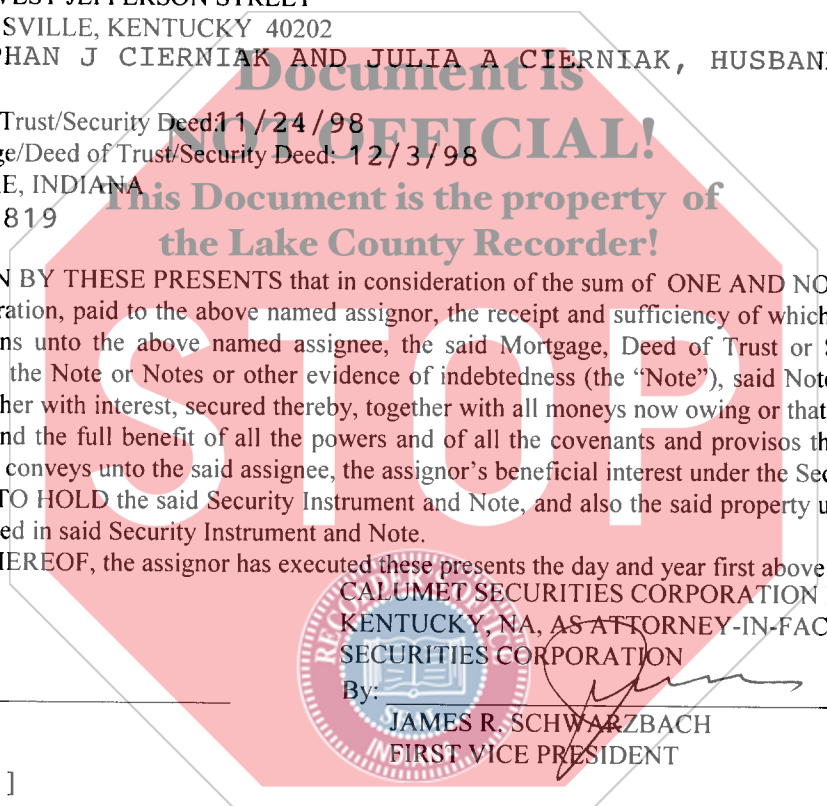 WEST JEFFERSON STREET
SVILLE, KENTUCKY 40202
PHAN J CIERNIAK AND JULIA A CIERNIAK, HUSBAN
Document is
Trust/Security Deed: 11/24/98
NOT OFFICIAL!
ge/Deed of Trust/Security Deed: 12/3/98
E, INDIANA
This Document is the property of
819
the Lake County Recorder!
N BY THESE PRESENTS that in consideration of the sum of ONE AND NO
ration, paid to the above named assignor, the receipt and sufficiency of which
ns unto the above named assignee, the said Mortgage, Deed of Trust or S
the Note or Notes or other evidence of indebtedness (the “Note”), said Note
her with interest, secured thereby, together with all moneys now owing or that
nd the full benefit of all the powers and of all the covenants and provisos th
conveys unto the said assignee, the assignor’s beneficial interest under the Sec
TO HOLD the said Security Instrument and Note, and also the said property u
ed in said Security Instrument and Note.
STOP
HEREOF, the assignor has executed these presents the day and year first above
CALUMET SECURITIES CORPORATION
KENTUCKY, NA, AS ATTORNEY-IN-FAC
SECURITIES CORPORATION
By:
JAMES R. SCHWARZBACH
FIRST VICE PRESIDENT
RECORDER
SEAL
INDIANA
]